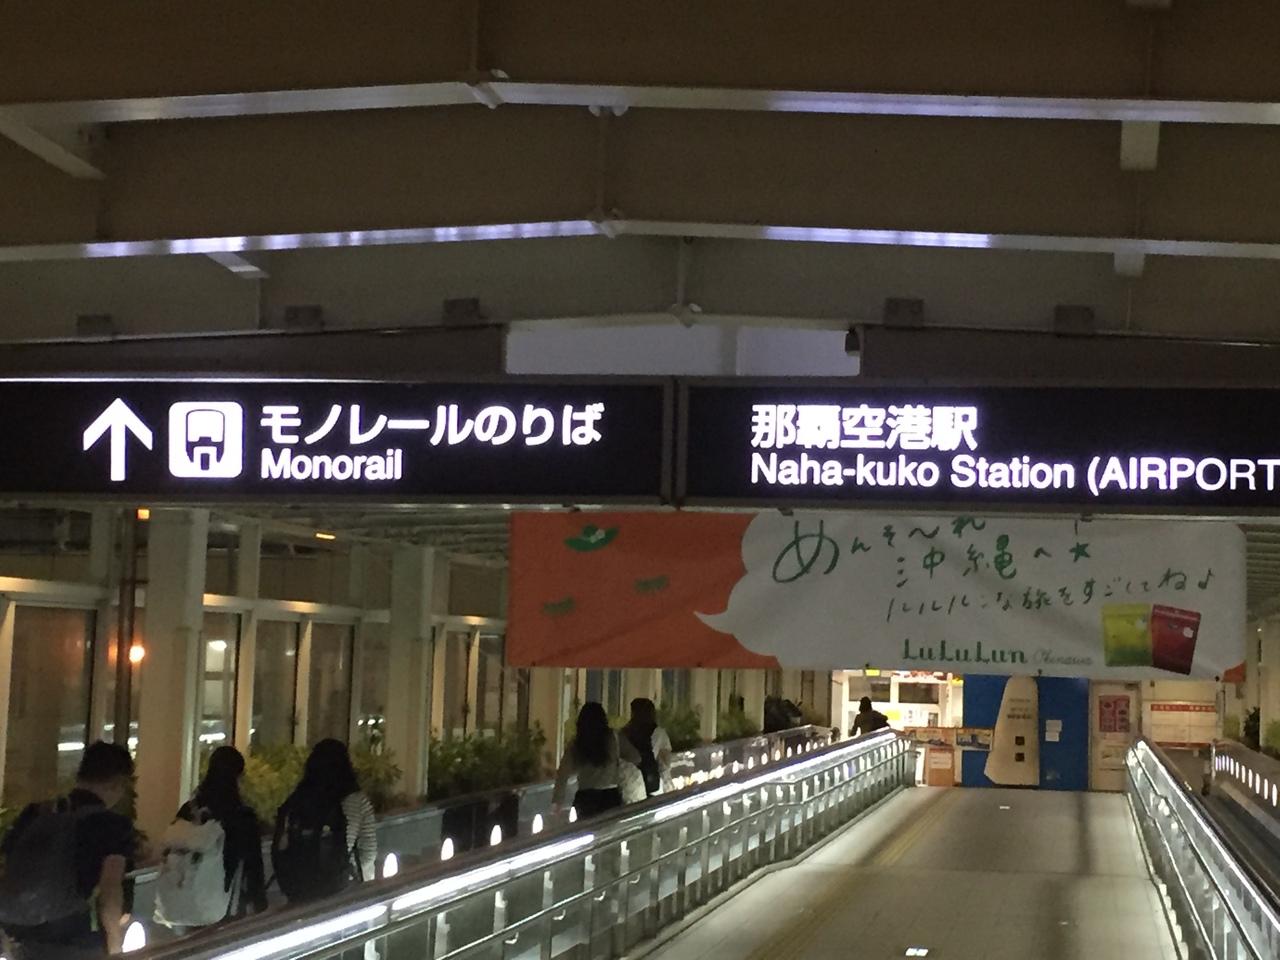 モノレールのりば
Monorail
那覇空港駅
Naha-kuko Station (AIRPORT
めんそ〜れ
沖縄へ★
ルルルンな旅をすごしてね♪
LuLuLun Okinawa